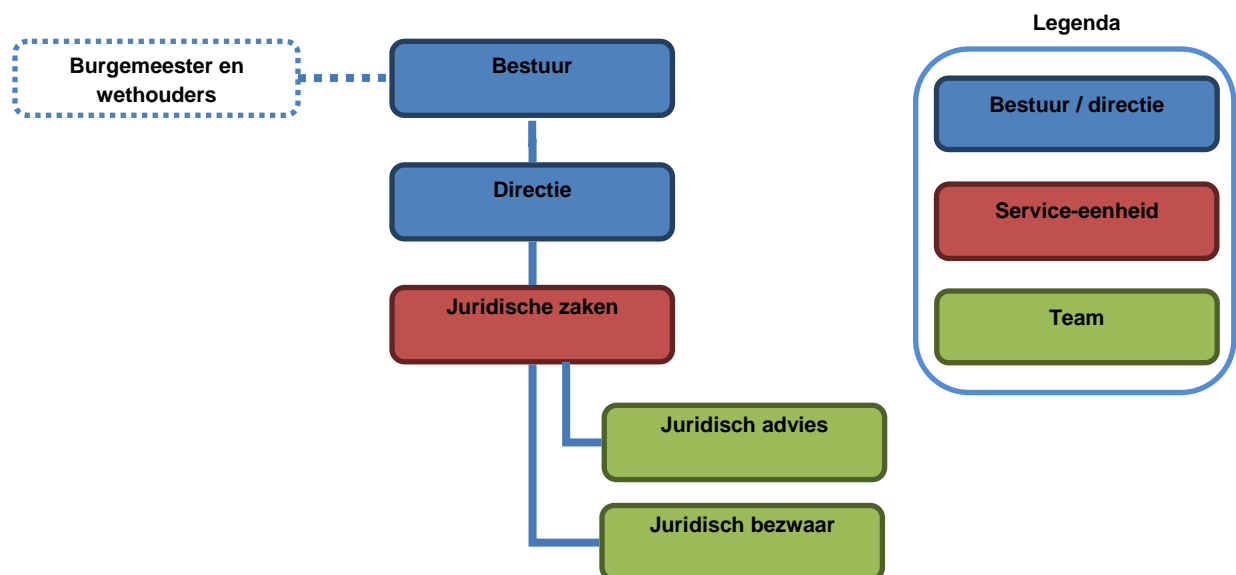 Legenda
Burgemeester en
wethouders
Bestuur
Bestuur / directie
Directie
Service-eenheid
Juridische zaken
Team
Juridisch advies
Juridisch bezwaar